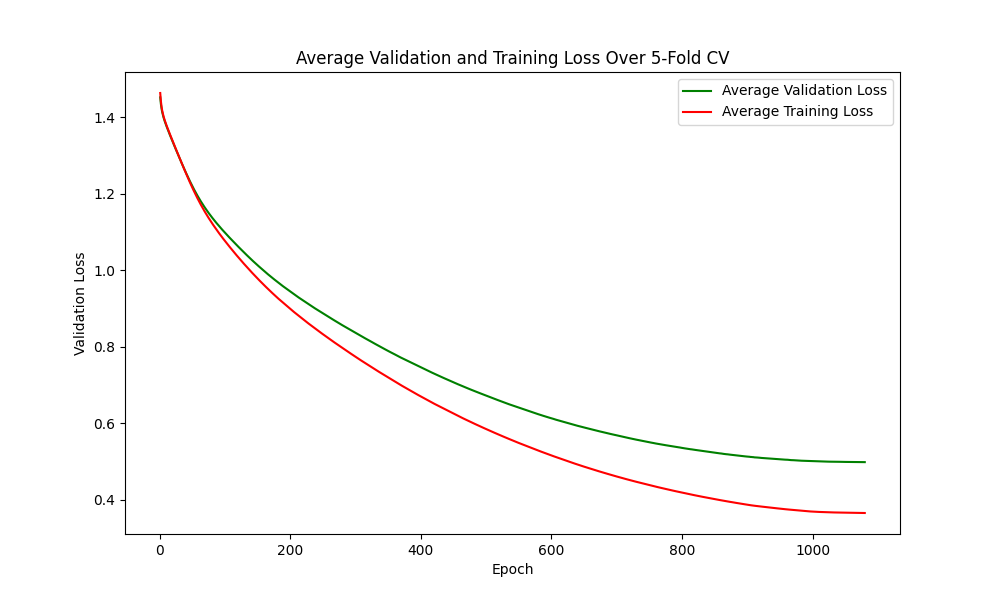 Average Validation and Training Loss Over 5-Fold CV
Average Validation Loss
Average Training Loss
Validation Loss
1.4
1.2
1.0
0.8
0.6
0.4
0
200
400
600
800
1000
Epoch